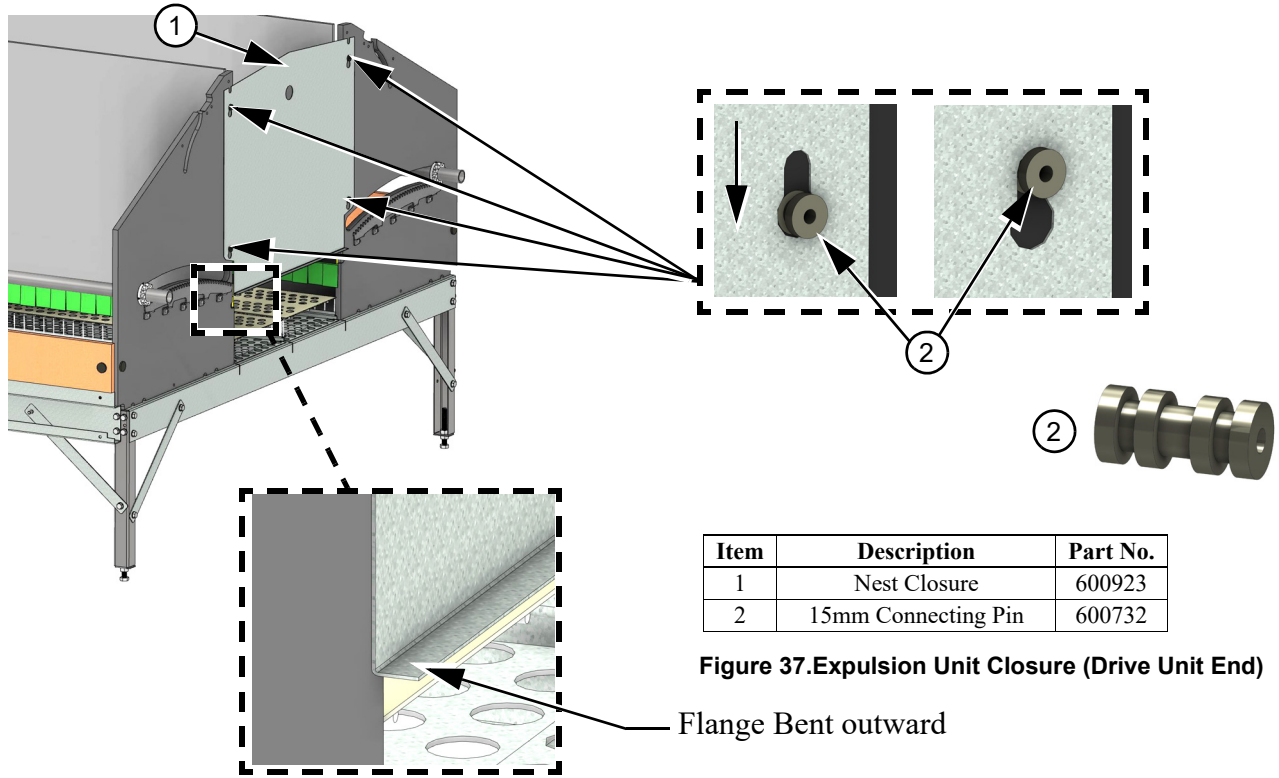 1
2
2
Item Description Part No.
1 Nest Closure 600923
2 15mm Connecting Pin 600732
Figure 37.Expulsion Unit Closure (Drive Unit End)
Flange Bent outward